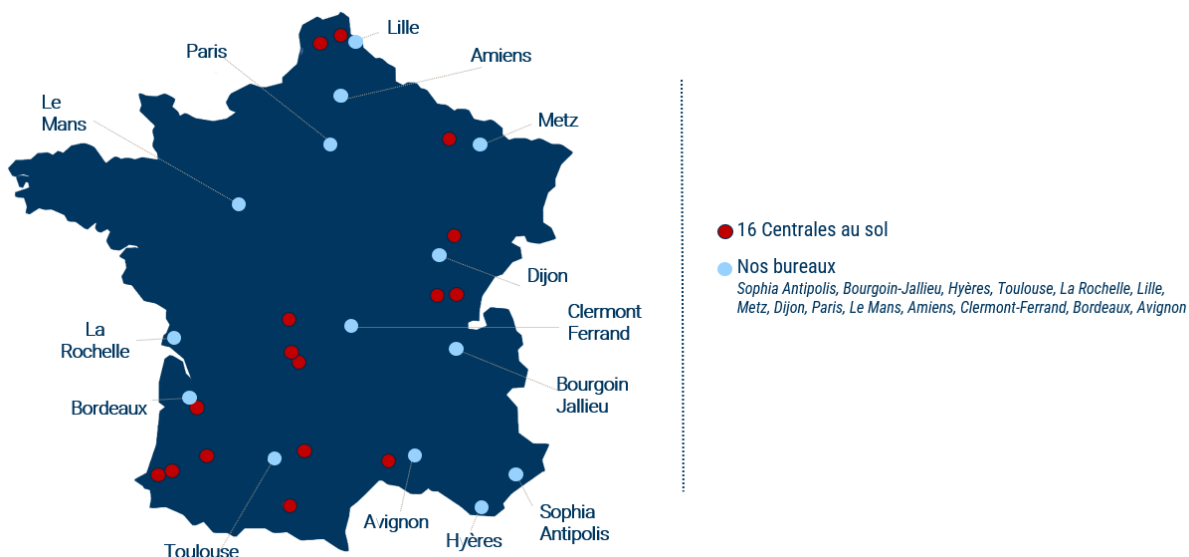 Lille
Paris
Amiens
Le
Mans
Metz
Dijon
Clermont
Ferrand
La
Rochelle
Bourgoin
Jallieu
Bordeaux
Avignon
Sophia
Antipolis
Hyères
Toulouse
16 Centrales au sol
Nos bureaux
Sophia Antipolis, Bourgoin-Jallieu, Hyères, Toulouse, La Rochelle, Lille,
Metz, Dijon, Paris, Le Mans, Amiens, Clermont-Ferrand, Bordeaux, Avignon